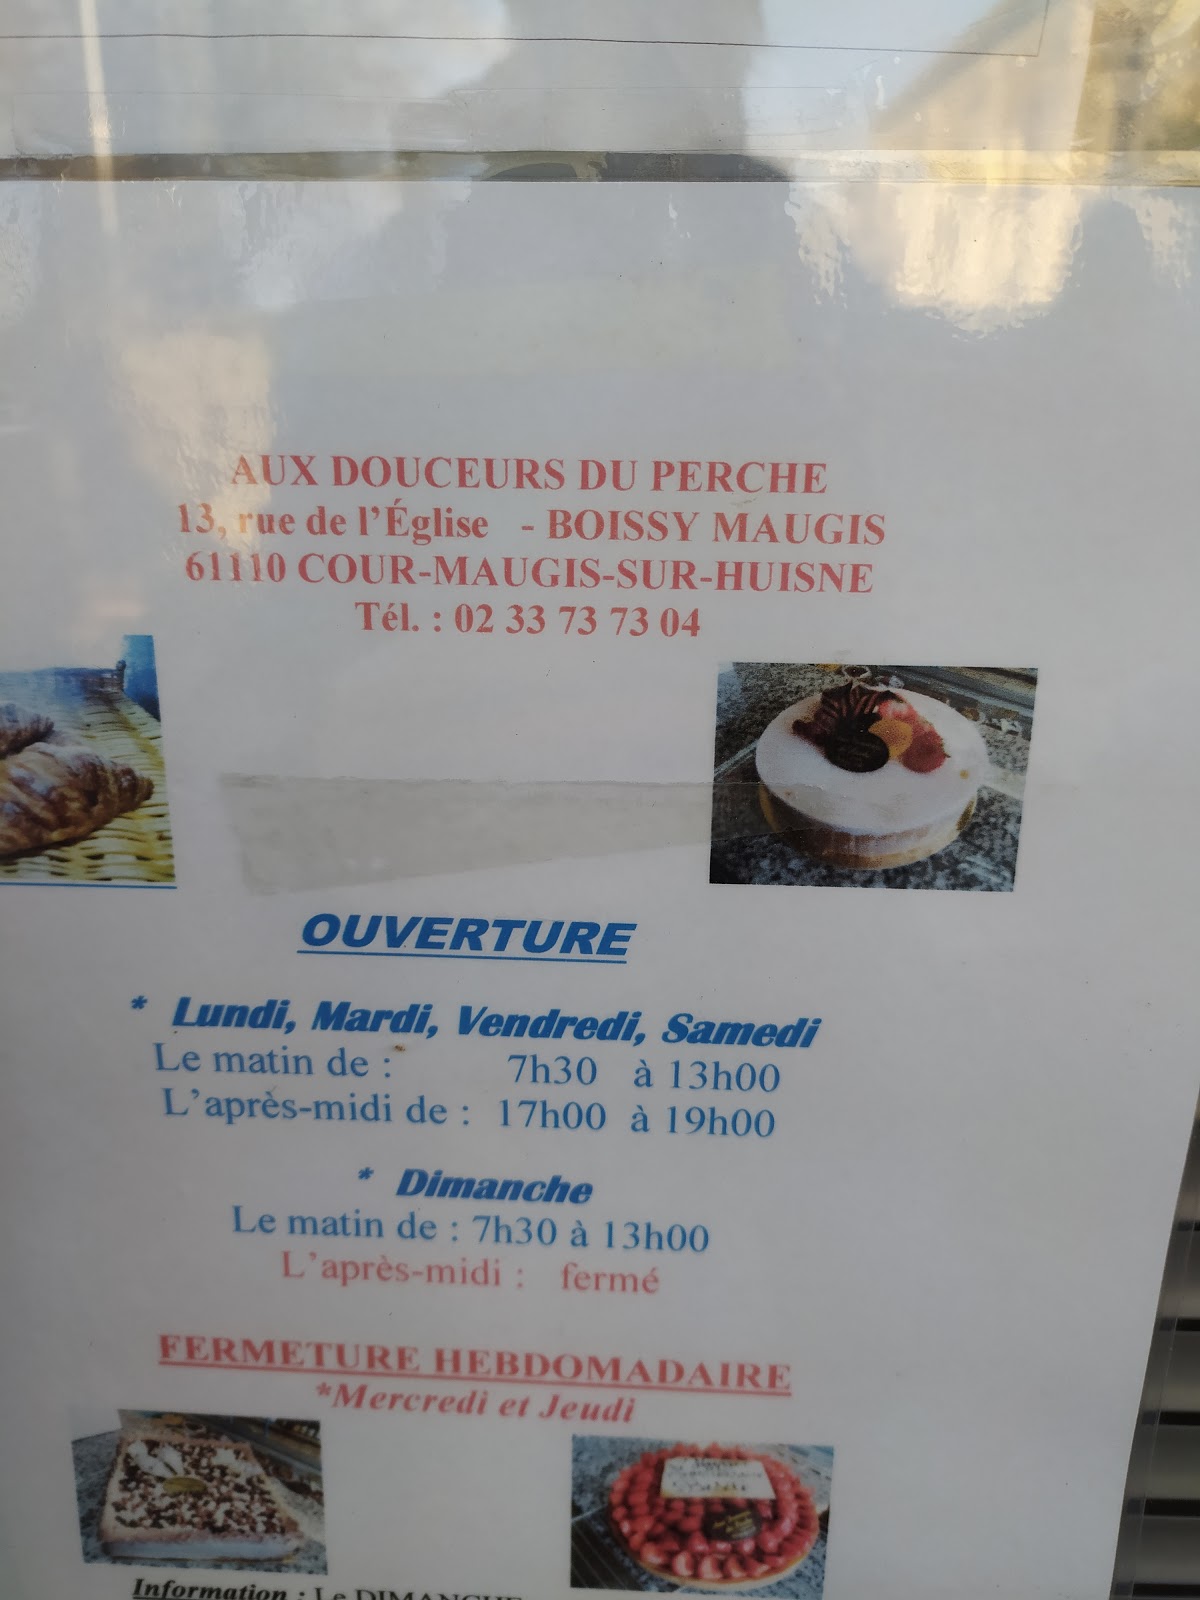 AUX DOUCEURS DU PERCHE
13, rue de l'Église - BOISSY MAUGIS
61110 COUR-MAUGIS-SUR-HUISNE
Tél. : 02 33 73 73 04
OUVERTURE
* Lundi, Mardi, Vendredi, Samedi
Le matin de : 7h30 à 13h00
L'après-midi de : 17h00 à 19h00
* Dimanche
Le matin de : 7h30 à 13h00
L'après-midi : fermé
FERMETURE HEBDOMADAIRE
*Mercredi et Jeudi
Information : Le DIMANCHE